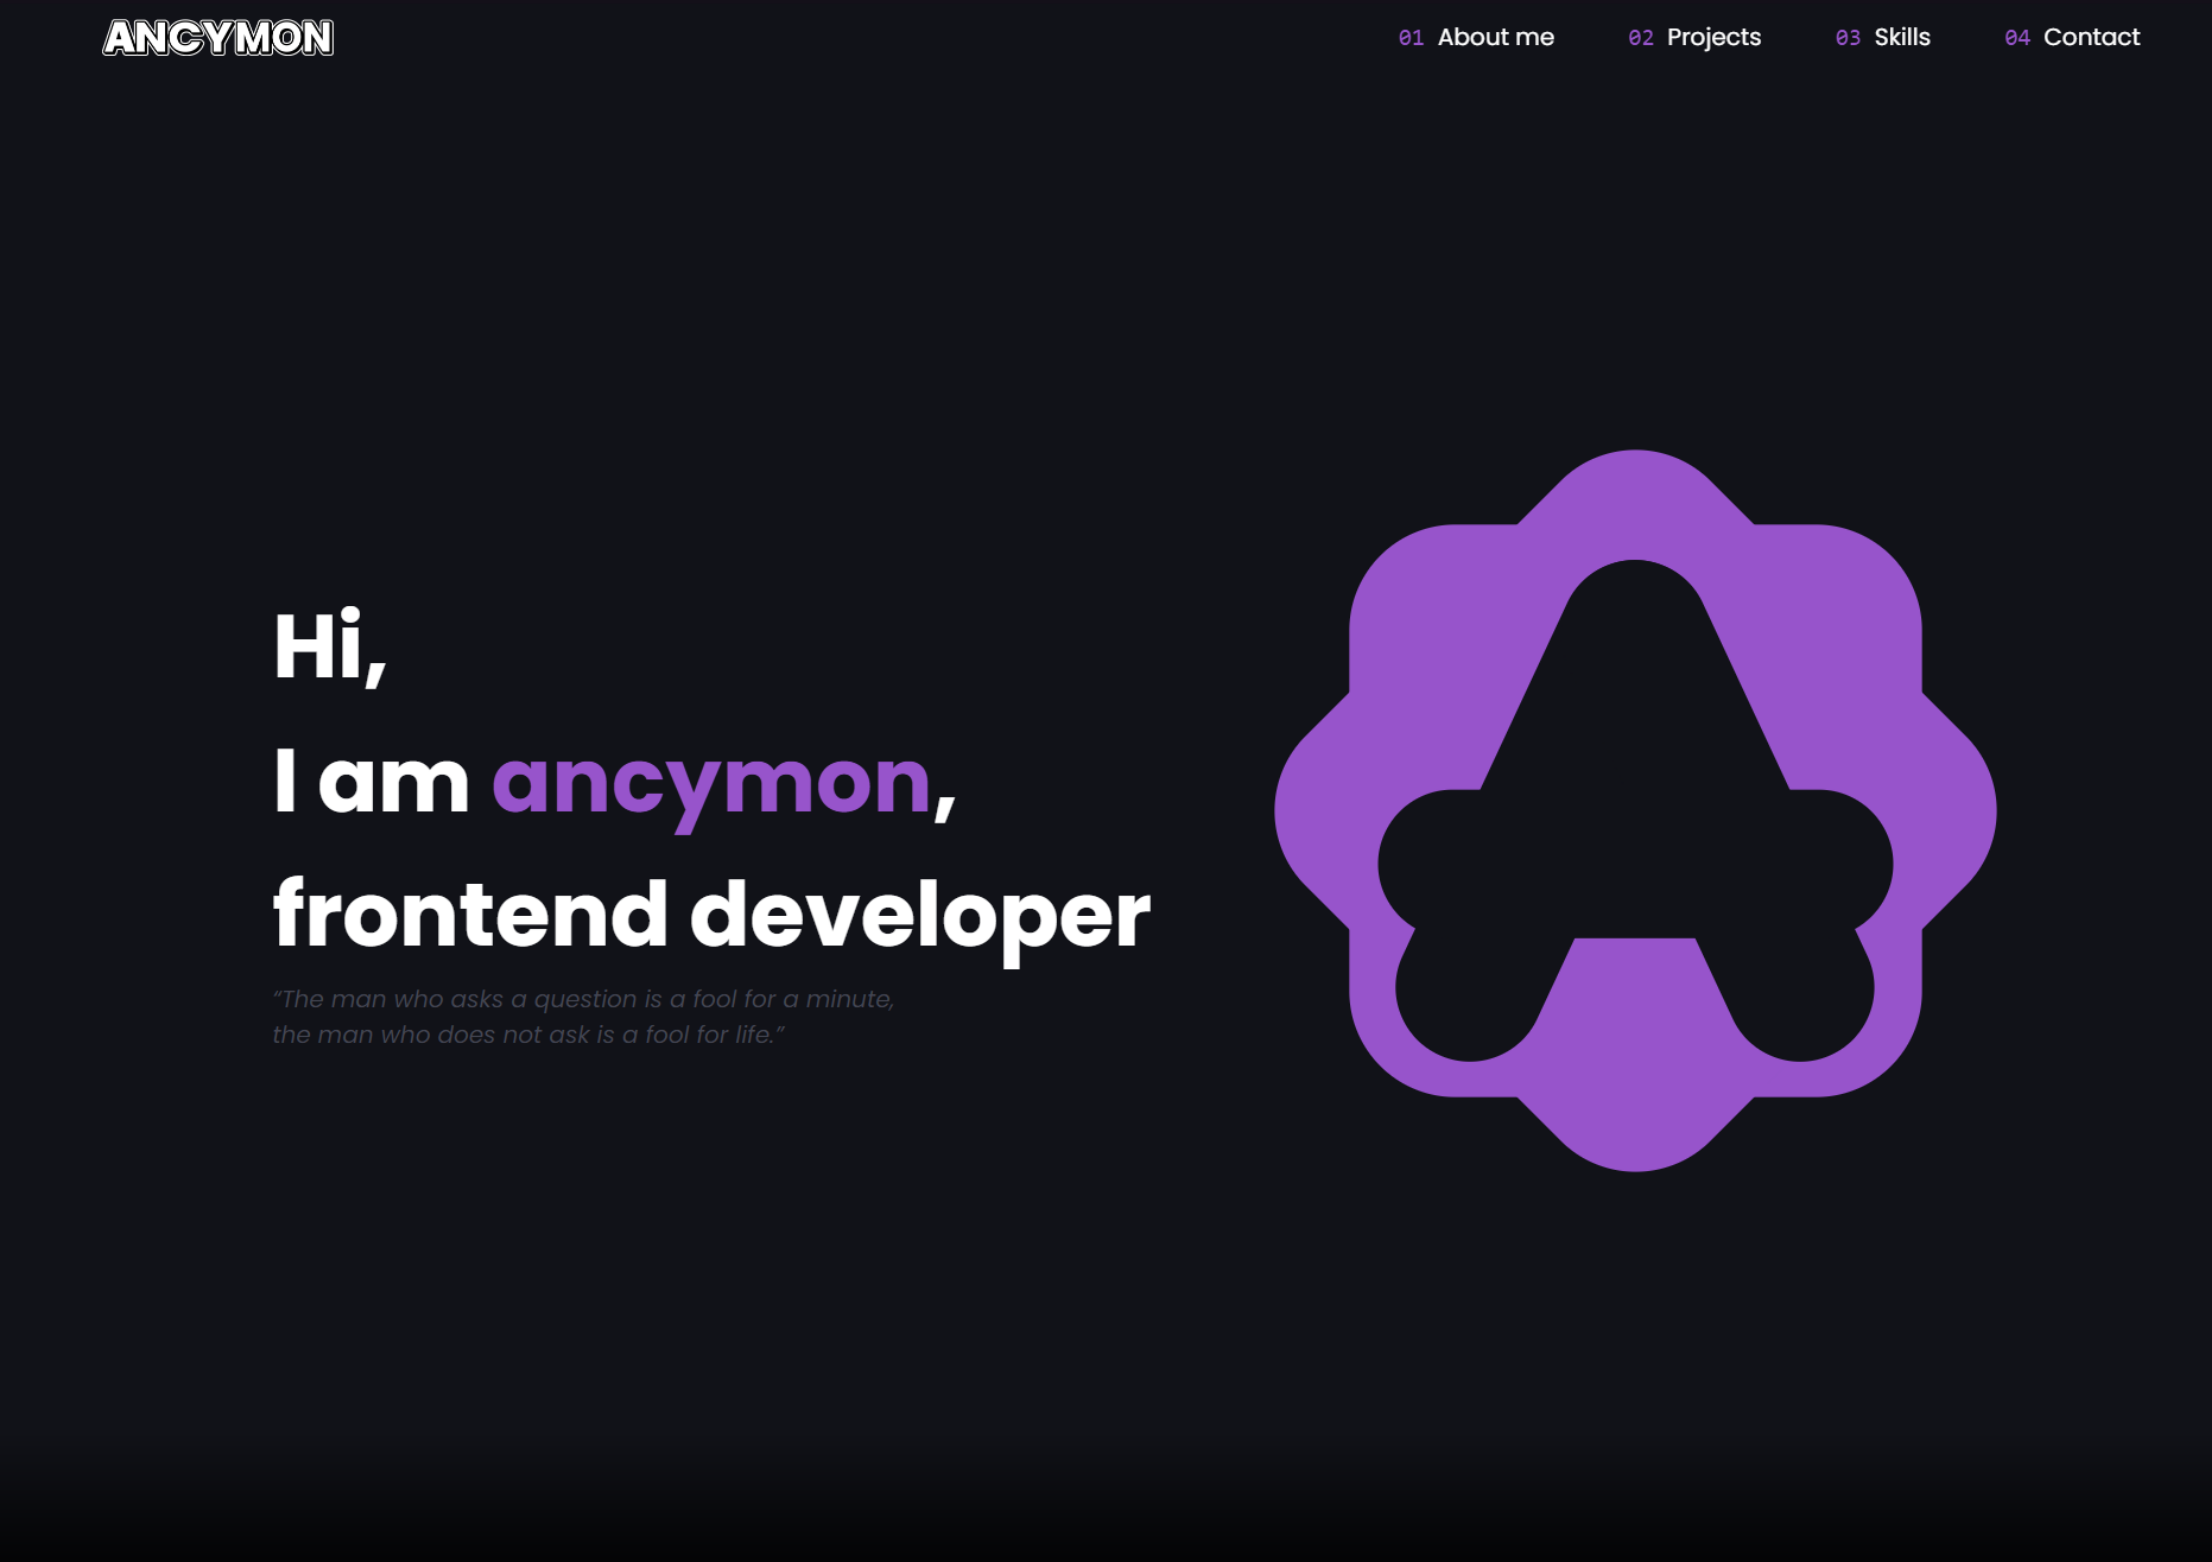 ANCYMON
01 About me 02 Projects 03 Skills 04 Contact
Hi,
I am ancymon,
frontend developer
“The man who asks a question is a fool for a minute,
the man who does not ask is a fool for life.”
A